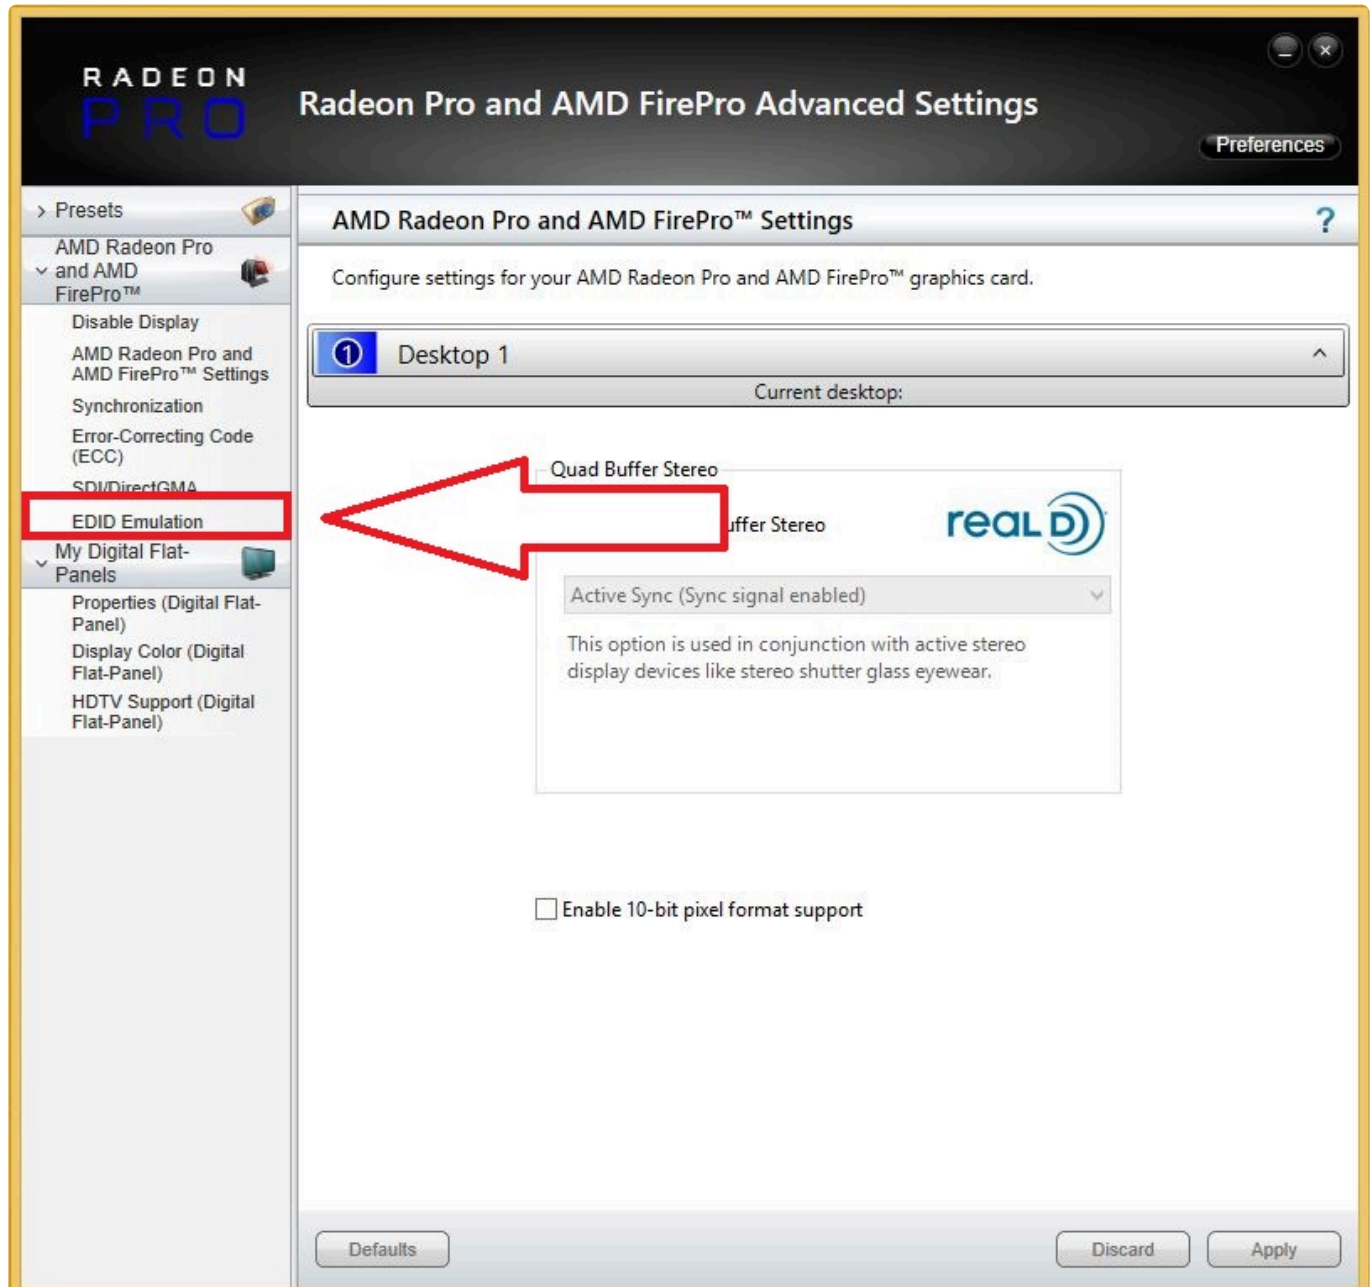 RADEON
PRO
Radeon Pro and AMD FirePro Advanced Settings
Preferences
Presets
AMD Radeon Pro
and AMD
FirePro™
Disable Display
AMD Radeon Pro and
AMD FirePro™ Settings
Synchronization
Error-Correcting Code
(ECC)
SDI/DirectGMA
EDID Emulation
My Digital Flat-
Panels
Properties (Digital Flat-
Panel)
Display Color (Digital
Flat-Panel)
HDTV Support (Digital
Flat-Panel)
AMD Radeon Pro and AMD FirePro™ Settings
?
Configure settings for your AMD Radeon Pro and AMD FirePro™ graphics card.
1 Desktop 1
Current desktop:
Quad Buffer Stereo
uffer Stereo
REAL D
Active Sync (Sync signal enabled)
This option is used in conjunction with active stereo
display devices like stereo shutter glass eyewear.
Enable 10-bit pixel format support
Defaults
Discard
Apply